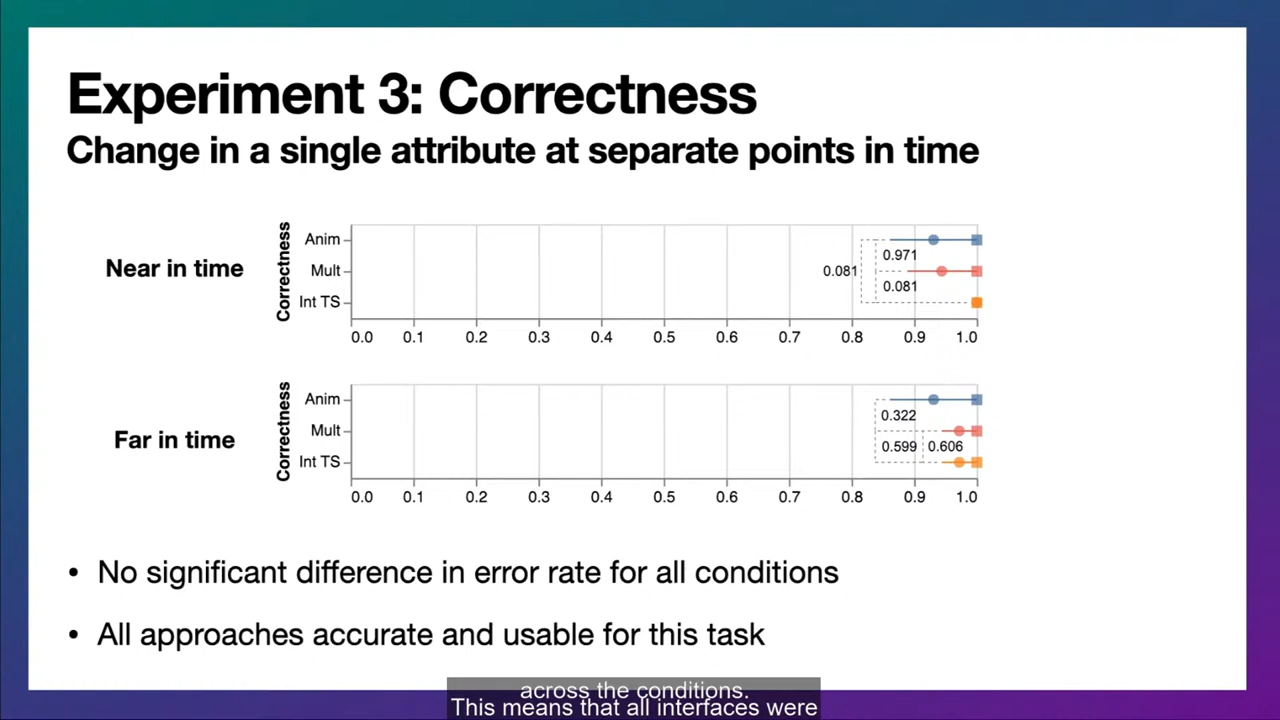 Experiment 3: Correctness
Change in a single attribute at separate points in time
Near in time
Correctness
Anim
Mult
Int TS
0.081
0.971
0.081
0.0 0.1 0.2 0.3 0.4 0.5 0.6 0.7 0.8 0.9 1.0
Far in time
Correctness
Anim
Mult
Int TS
0.322
0.599 0.606
0.0 0.1 0.2 0.3 0.4 0.5 0.6 0.7 0.8 0.9 1.0
• No significant difference in error rate for all conditions
• All approaches accurate and usable for this task
across the conditions.
This means that all interfaces were